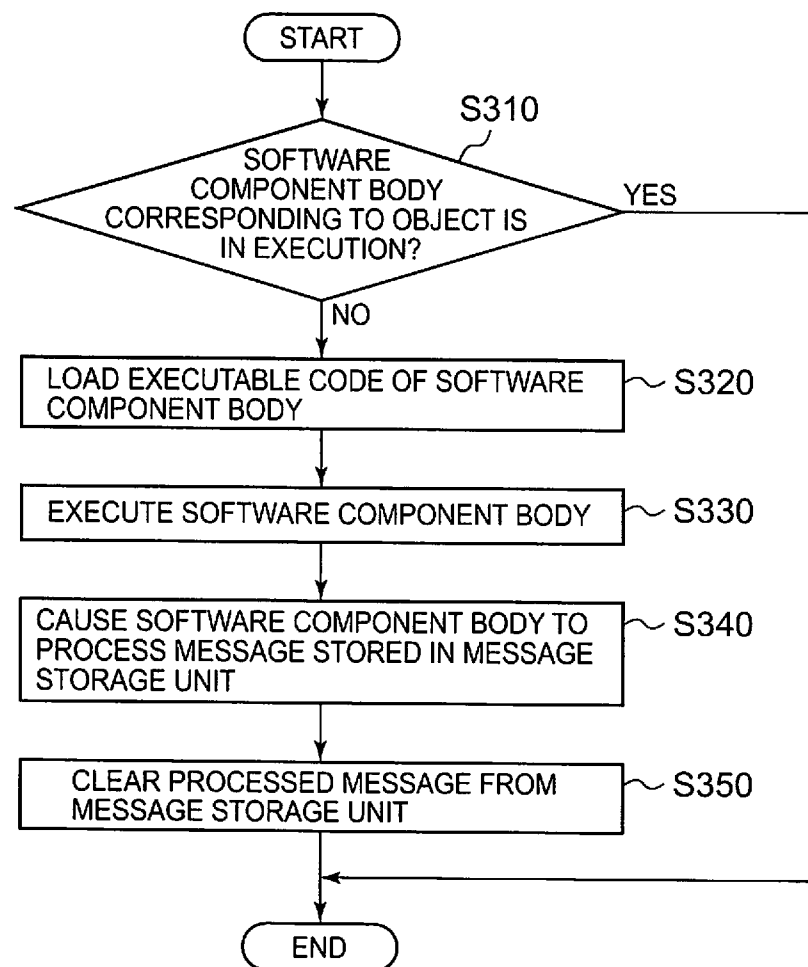 START
S310
SOFTWARE
COMPONENT BODY
CORRESPONDING TO OBJECT IS
IN EXECUTION?
YES
NO
LOAD EXECUTABLE CODE OF SOFTWARE
COMPONENT BODY
S320
EXECUTE SOFTWARE COMPONENT BODY
S330
CAUSE SOFTWARE COMPONENT BODY TO
PROCESS MESSAGE STORED IN MESSAGE
STORAGE UNIT
S340
CLEAR PROCESSED MESSAGE FROM
MESSAGE STORAGE UNIT
S350
END